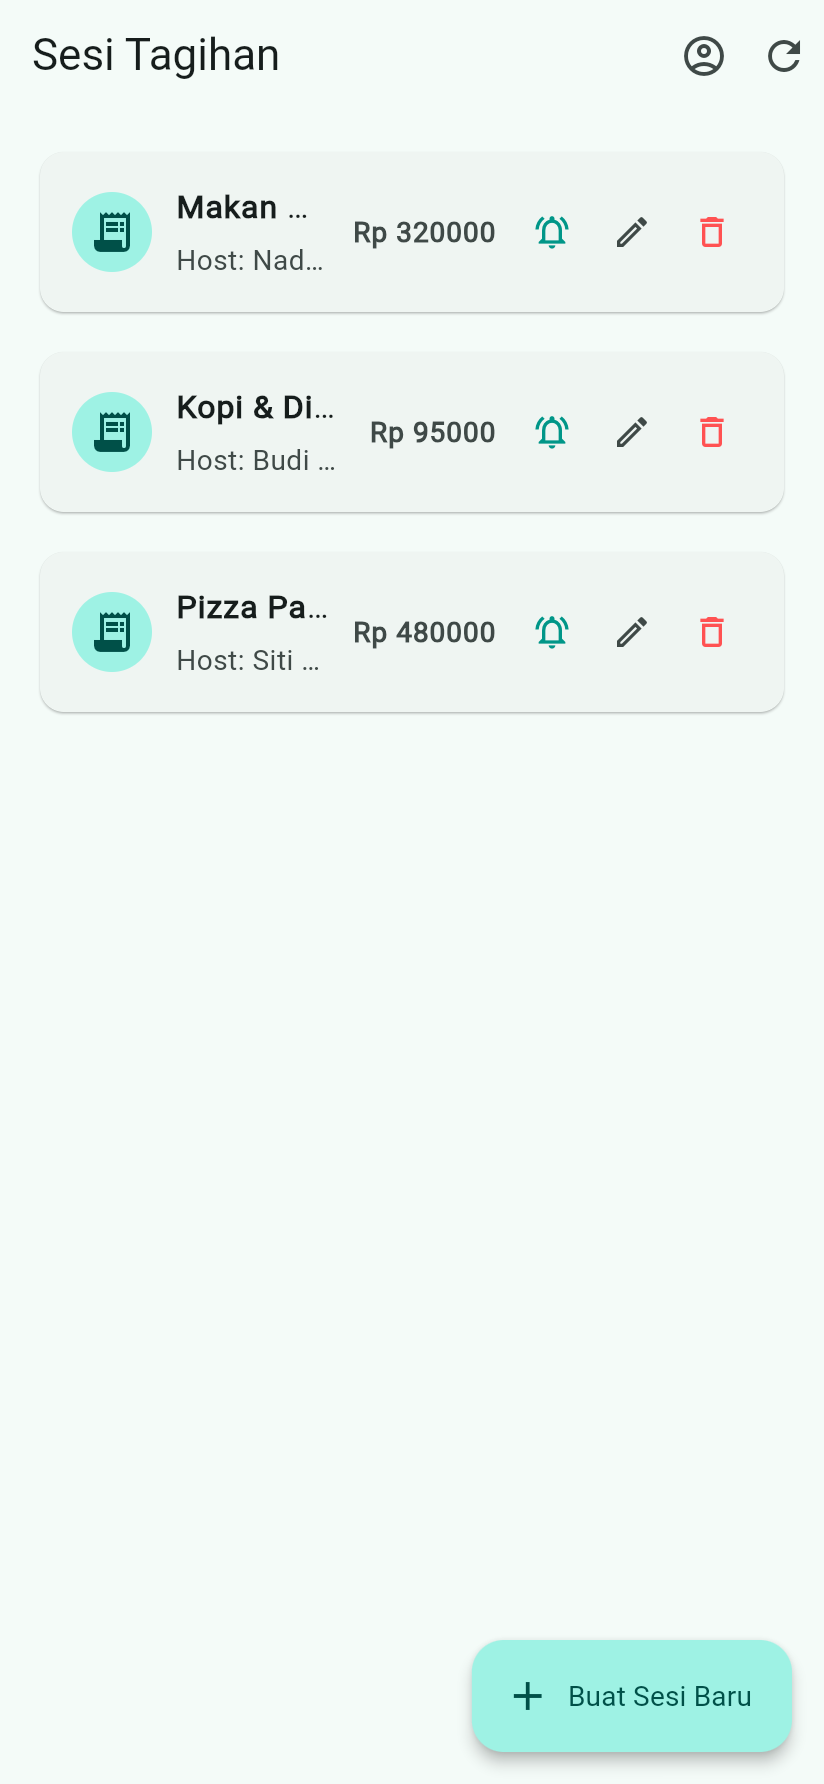 Sesi Tagihan
Makan ...
Host: Nad...
Rp 320000
Kopi & Di...
Host: Budi ...
Rp 95000
Pizza Pa...
Host: Siti ...
Rp 480000
Buat Sesi Baru